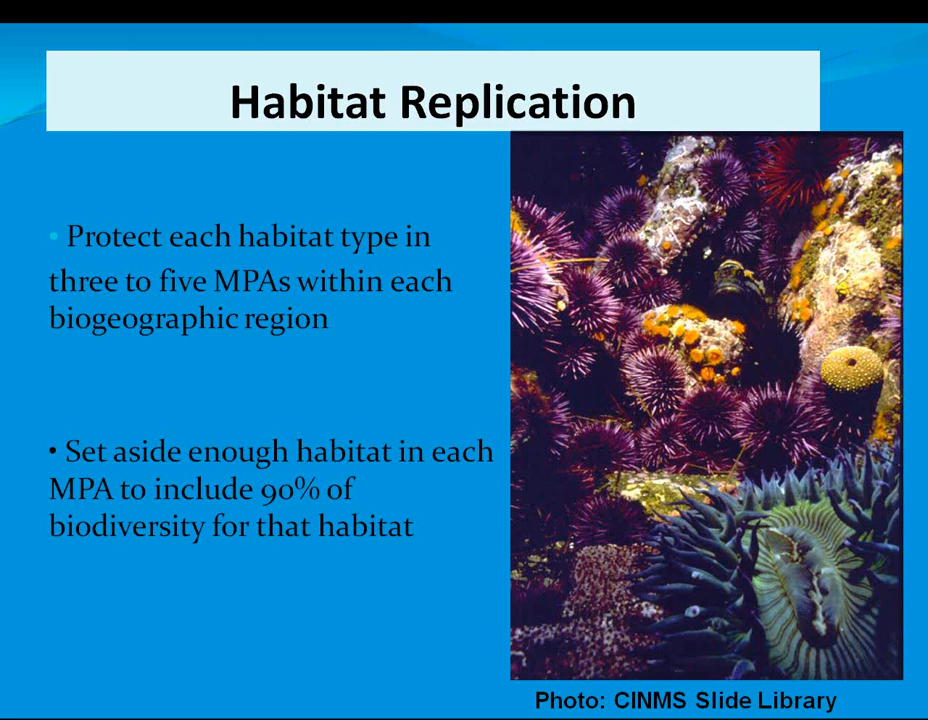 Habitat Replication
• Protect each habitat type in
three to five MPAs within each
biogeographic region
• Set aside enough habitat in each
MPA to include 90% of
biodiversity for that habitat
Photo: CINMS Slide Library